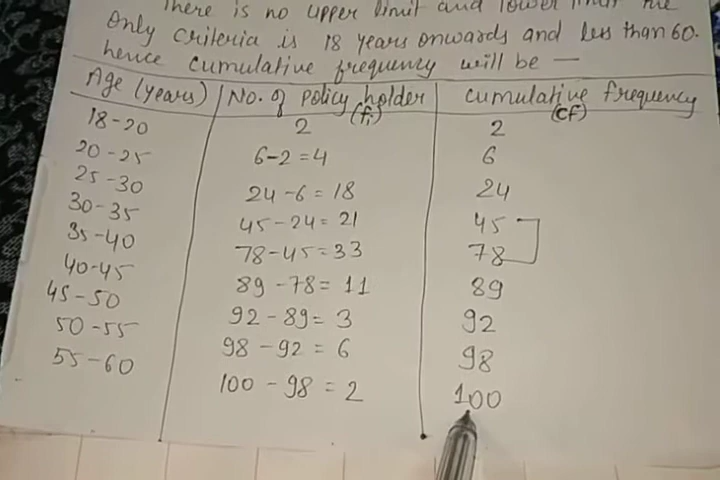 There is no upper limit and lower limit the
Only criteria is 18 years onwards and less than 60.
hence cumulative frequency will be —
Age (years) No. of policy holder (fi) cumulative frequency (cf)
18-20 2 2
20-25 6-2=4 6
25-30 24-6=18 24
30-35 45-24=21 45
35-40 78-45=33 78
40-45 89-78=11 89
45-50 92-89=3 92
50-55 98-92=6 98
55-60 100-98=2 100